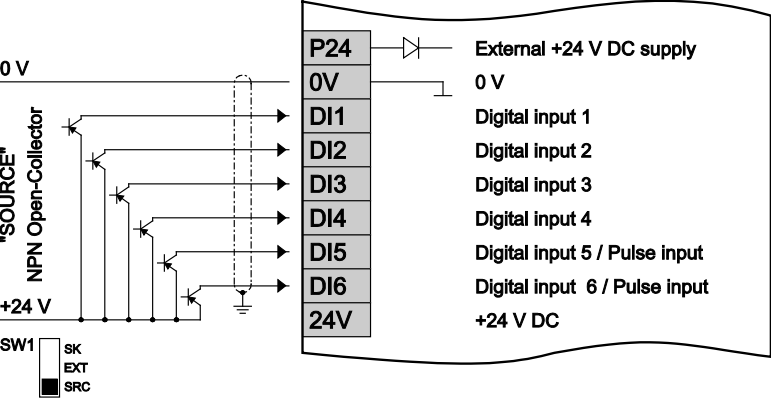 P24 External +24 V DC supply
0 V
0V 0 V
DI1 Digital input 1
DI2 Digital input 2
DI3 Digital input 3
DI4 Digital input 4
DI5 Digital input 5 / Pulse input
DI6 Digital input 6 / Pulse input
24V +24 V DC
"SOURCE"
NPN Open-Collector
+24 V
SW1
SK
EXT
SRC